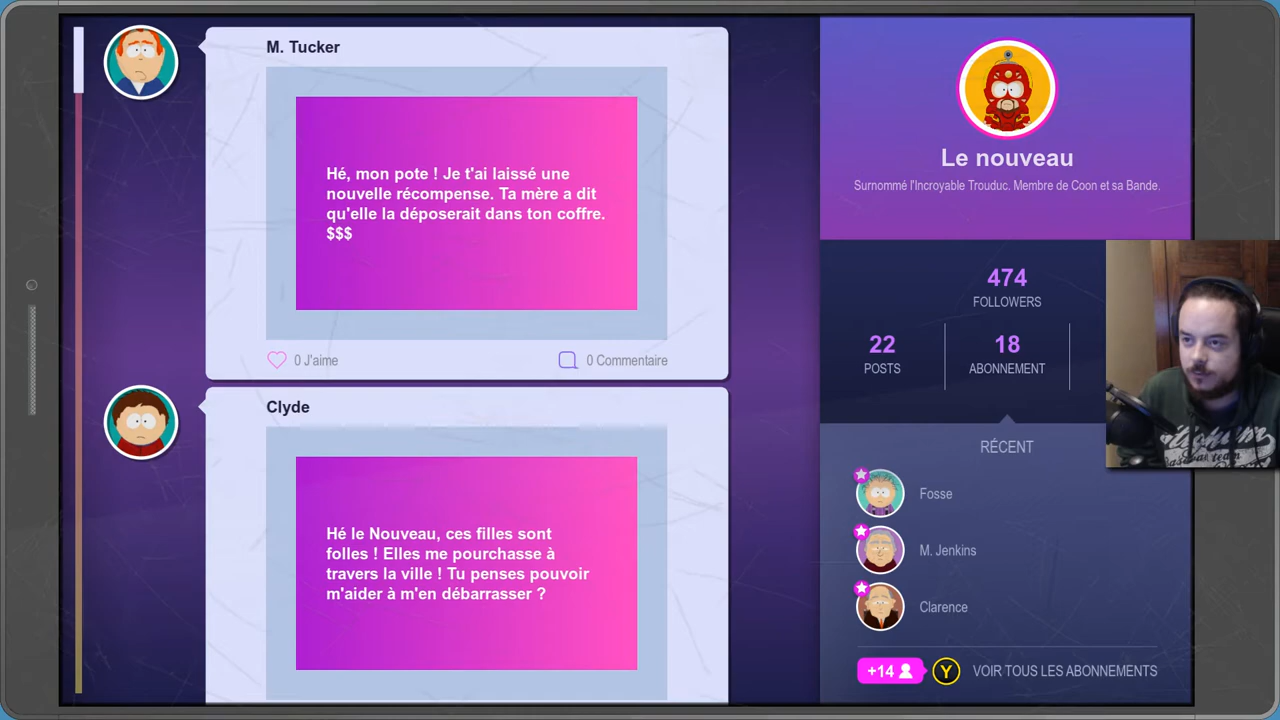 M. Tucker
Hé, mon pote ! Je t'ai laissé une
nouvelle récompense. Ta mère a dit
qu'elle la déposerait dans ton coffre.
$$$
0 J'aime
0 Commentaire
Clyde
Hé le Nouveau, ces filles sont
folles ! Elles me pourchasse à
travers la ville ! Tu penses pouvoir
m'aider à m'en débarrasser ?
Le nouveau
Surnommé l'Incroyable Trouduc. Membre de Coon et sa Bande.
474
FOLLOWERS
22
POSTS
18
ABONNEMENT
RÉCENT
Fosse
M. Jenkins
Clarence
+14
Y
VOIR TOUS LES ABONNEMENTS